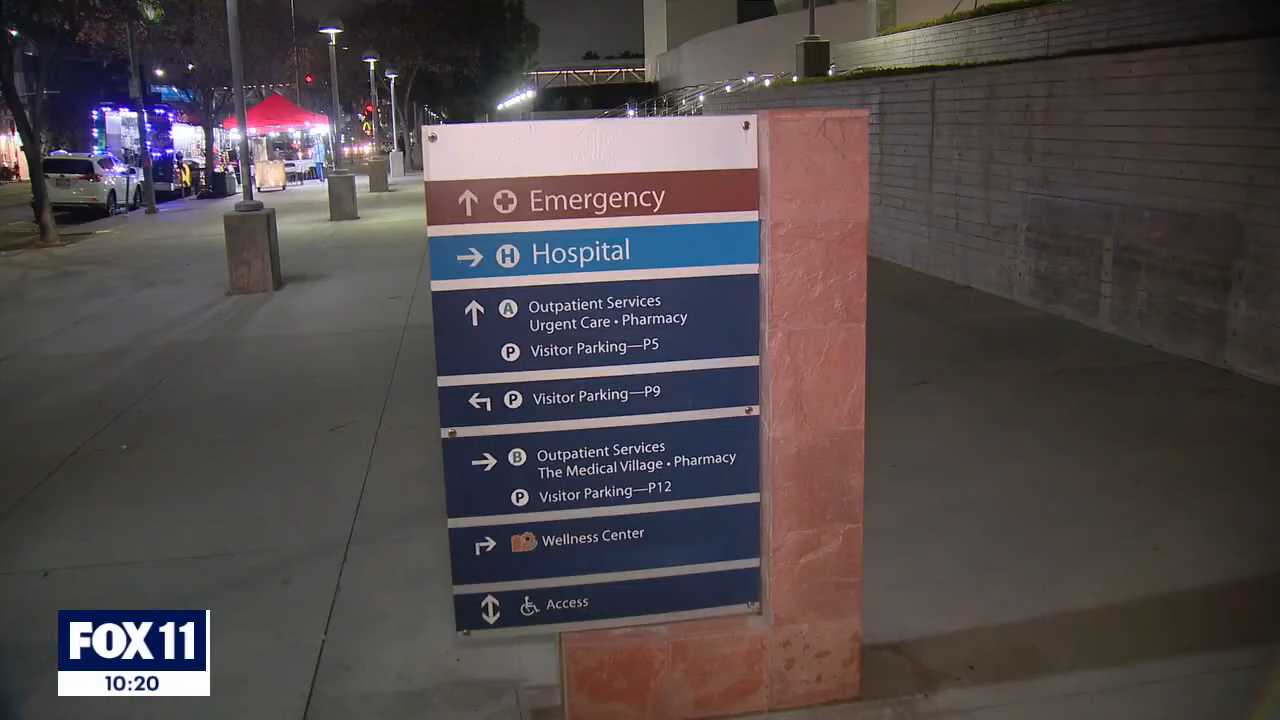 Emergency
H Hospital
A Outpatient Services
Urgent Care • Pharmacy
P Visitor Parking—P5
P Visitor Parking—P9
B Outpatient Services
The Medical Village • Pharmacy
P Visitor Parking—P12
Wellness Center
Access
FOX 11
10:20